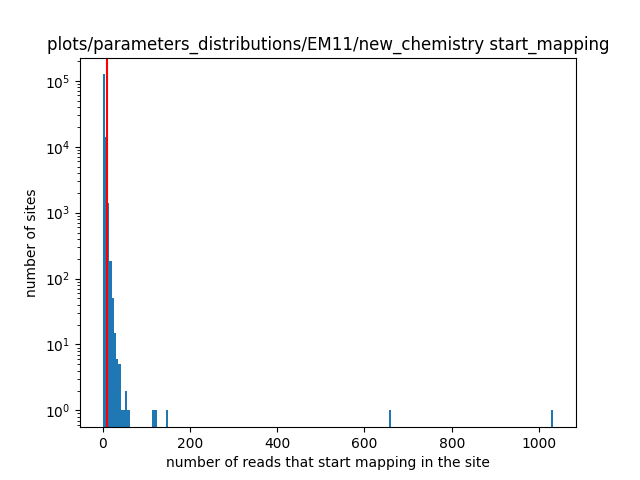 plots/parameters_distributions/EM11/new_chemistry start_mapping
number of sites
10^5
10^4
10^3
10^2
10^1
10^0
0 200 400 600 800 1000
number of reads that start mapping in the site